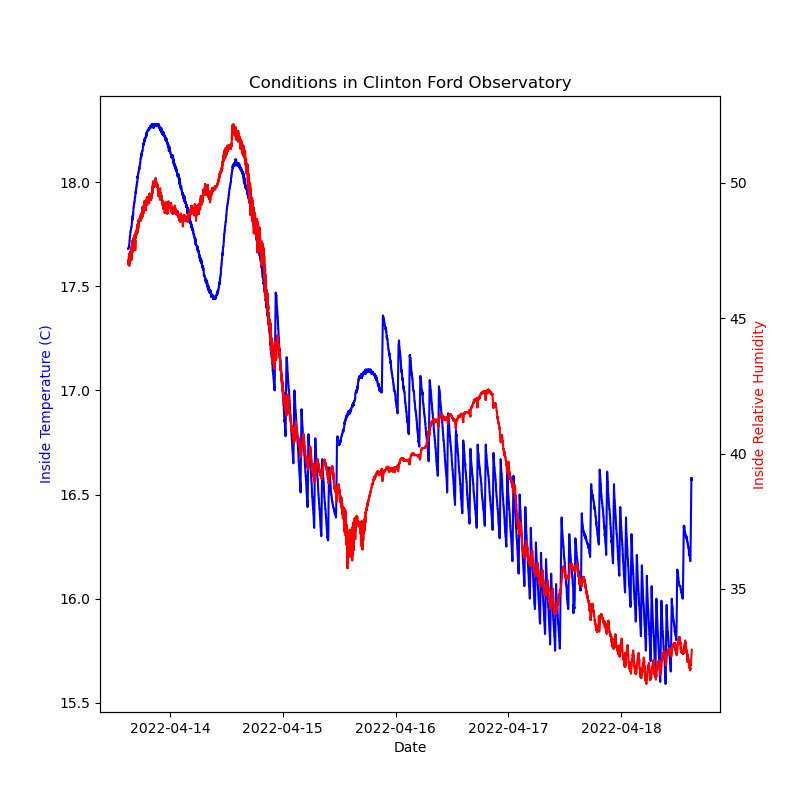 Conditions in Clinton Ford Observatory
18.0
17.5
17.0
16.5
16.0
15.5
Inside Temperature (C)
50
45
40
35
Inside Relative Humidity
2022-04-14 2022-04-15 2022-04-16 2022-04-17 2022-04-18
Date